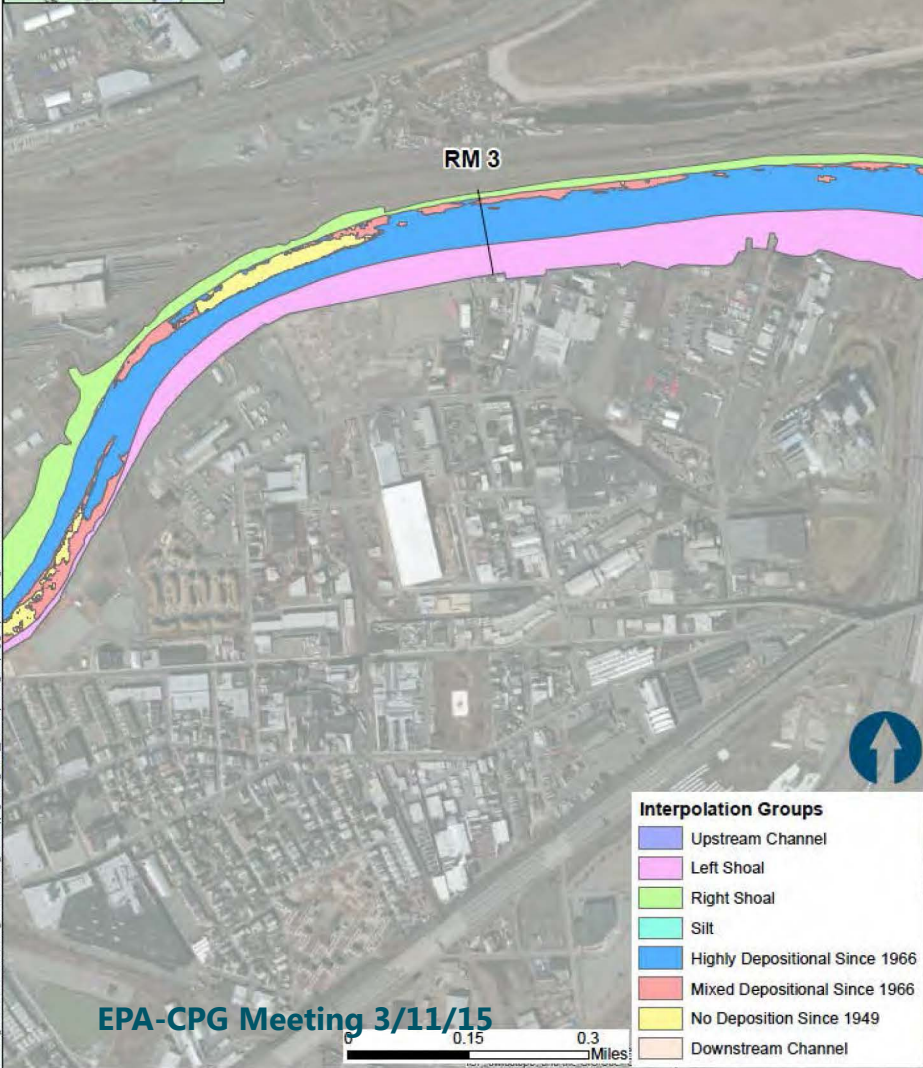 RM 3
Interpolation Groups
Upstream Channel
Left Shoal
Right Shoal
Silt
Highly Depositional Since 1966
Mixed Depositional Since 1966
No Deposition Since 1949
Downstream Channel
EPA-CPG Meeting 3/11/15
0 0.15 0.3
Miles